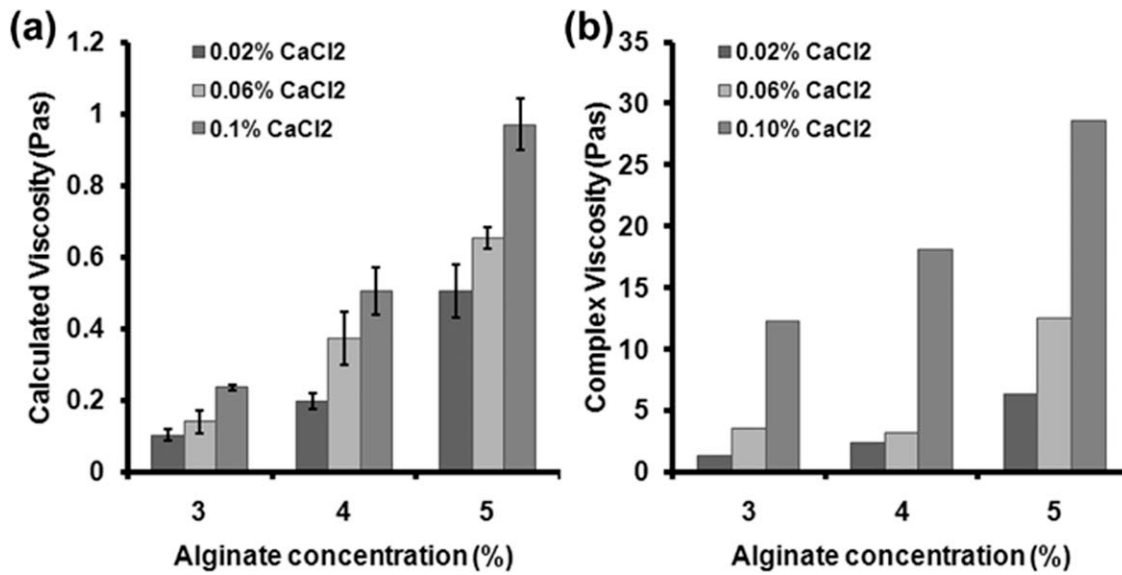 (a)
Calculated Viscosity (Pas)
1.2
1
0.8
0.6
0.4
0.2
0
0.02% CaCl2
0.06% CaCl2
0.1% CaCl2
3 4 5
Alginate concentration (%)
(b)
Complex Viscosity (Pas)
35
30
25
20
15
10
5
0
0.02% CaCl2
0.06% CaCl2
0.10% CaCl2
3 4 5
Alginate concentration (%)